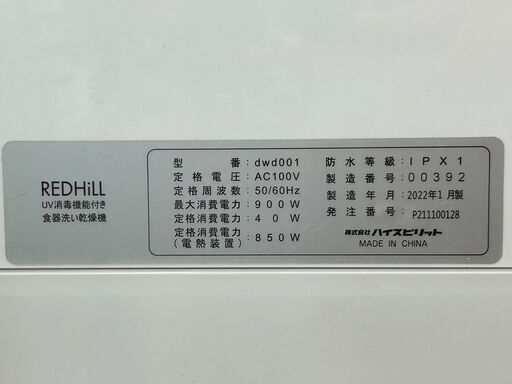 REDHiLL
UV消毒機能付き
食器洗い乾燥機
型番:dwd001
定格電圧:AC100V
定格周波数:50/60Hz
最大消費電力:900W
定格消費電力:40W
定格消費電力:850W
(電熱装置)
防水等級:IPX1
製造番号:00392
製造年月:2022年1月製
発注番号:P211100128
株式会社ハイスピリット
MADE IN CHINA